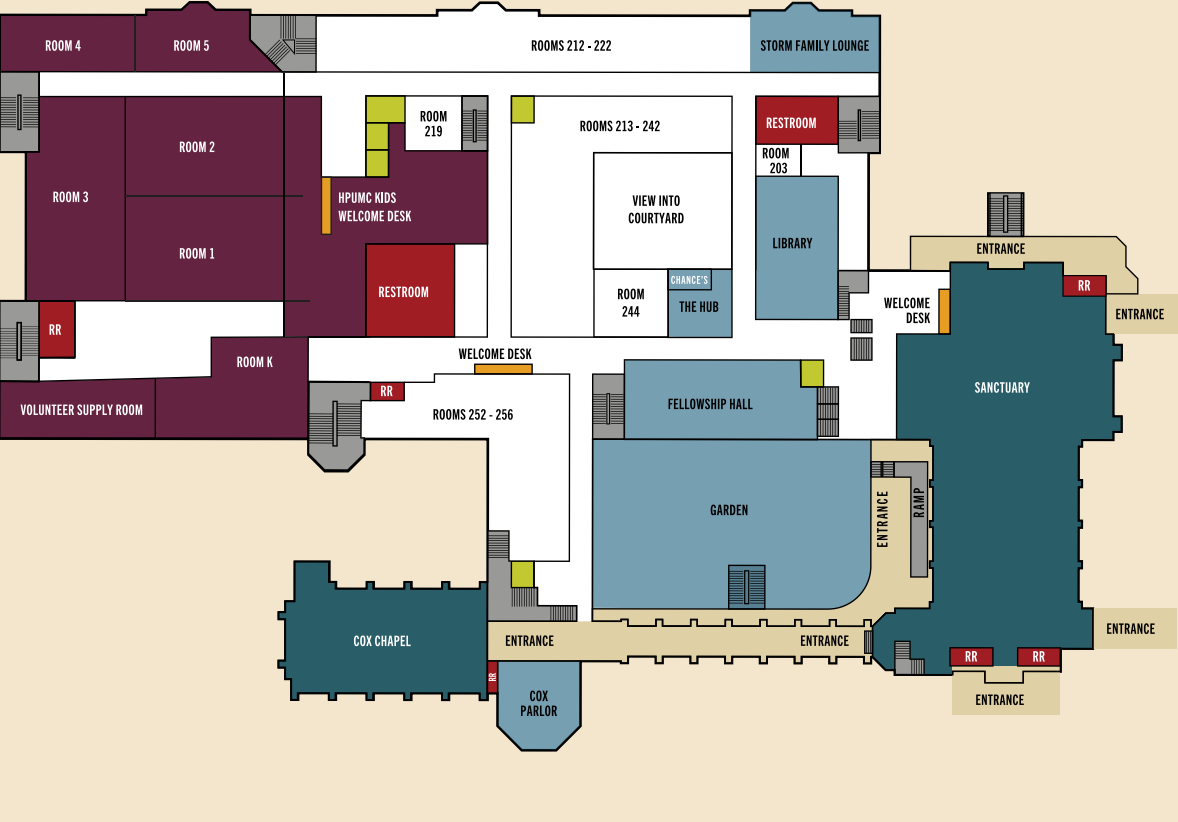 ROOM 4
ROOM 5
ROOMS 212 - 222
STORM FAMILY LOUNGE
ROOM
219
ROOMS 213 - 242
RESTROOM
ROOM 2
ROOM
203
ROOM 3
HPUMC KIDS
WELCOME DESK
VIEW INTO
COURTYARD
LIBRARY
ROOM 1
ENTRANCE
RESTROOM
CHANCE'S
ROOM
244
THE HUB
WELCOME
DESK
RR
ENTRANCE
RR
WELCOME DESK
ROOM K
RR
SANCTUARY
VOLUNTEER SUPPLY ROOM
ROOMS 252 - 256
FELLOWSHIP HALL
GARDEN
ENTRANCE
RAMP
COX CHAPEL
ENTRANCE
ENTRANCE
ENTRANCE
RR
RR
RR
COX
PARLOR
ENTRANCE